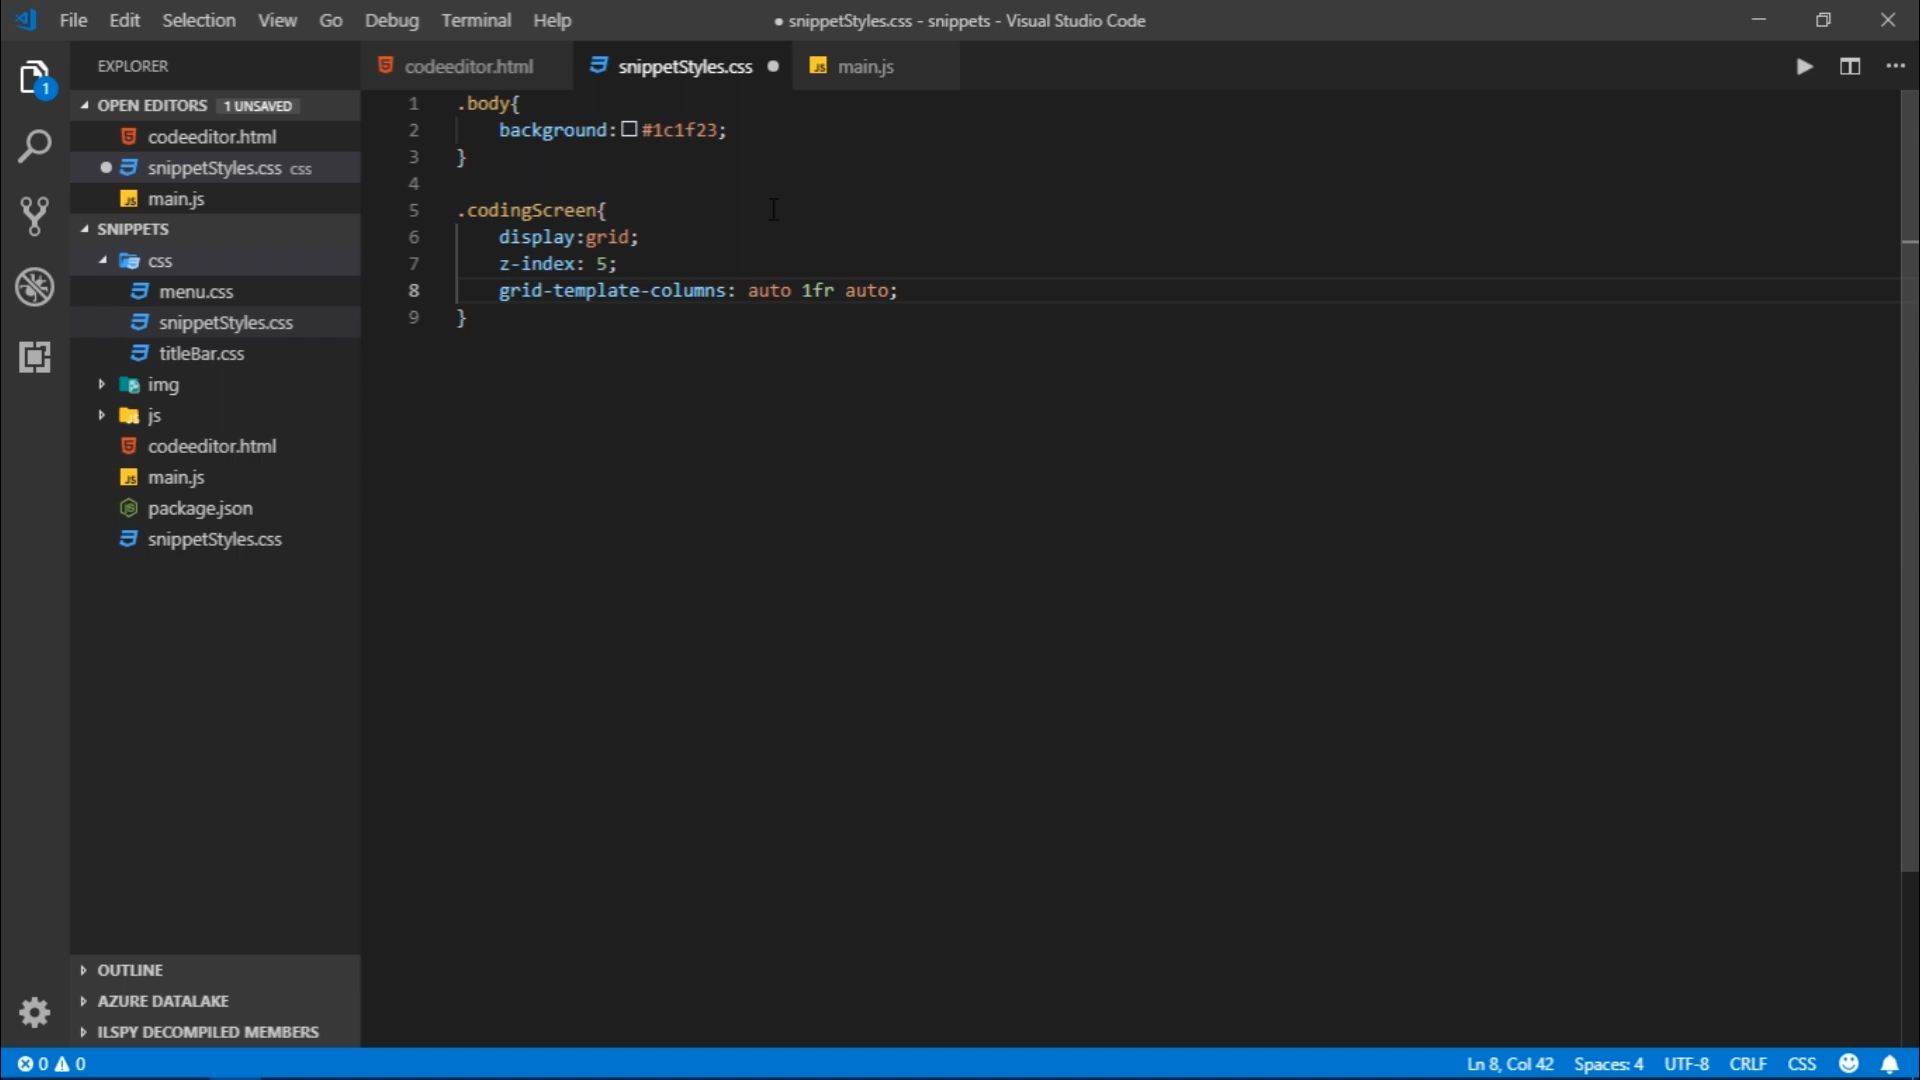 File Edit Selection View Go Debug Terminal Help ● snippetStyles.css - snippets - Visual Studio Code
EXPLORER
codeeditor.html snippetStyles.css ● main.js
OPEN EDITORS 1 UNSAVED
codeeditor.html
● snippetStyles.css css
main.js
SNIPPETS
css
menu.css
snippetStyles.css
titleBar.css
img
js
codeeditor.html
main.js
package.json
snippetStyles.css
OUTLINE
AZURE DATALAKE
ILSPY DECOMPILED MEMBERS
1
1 .body{
2 background: #1c1f23;
3 }
4
5 .codingScreen{
6 display:grid;
7 z-index: 5;
8 grid-template-columns: auto 1fr auto;
9 }
0 0 Ln 8, Col 42 Spaces: 4 UTF-8 CRLF CSS